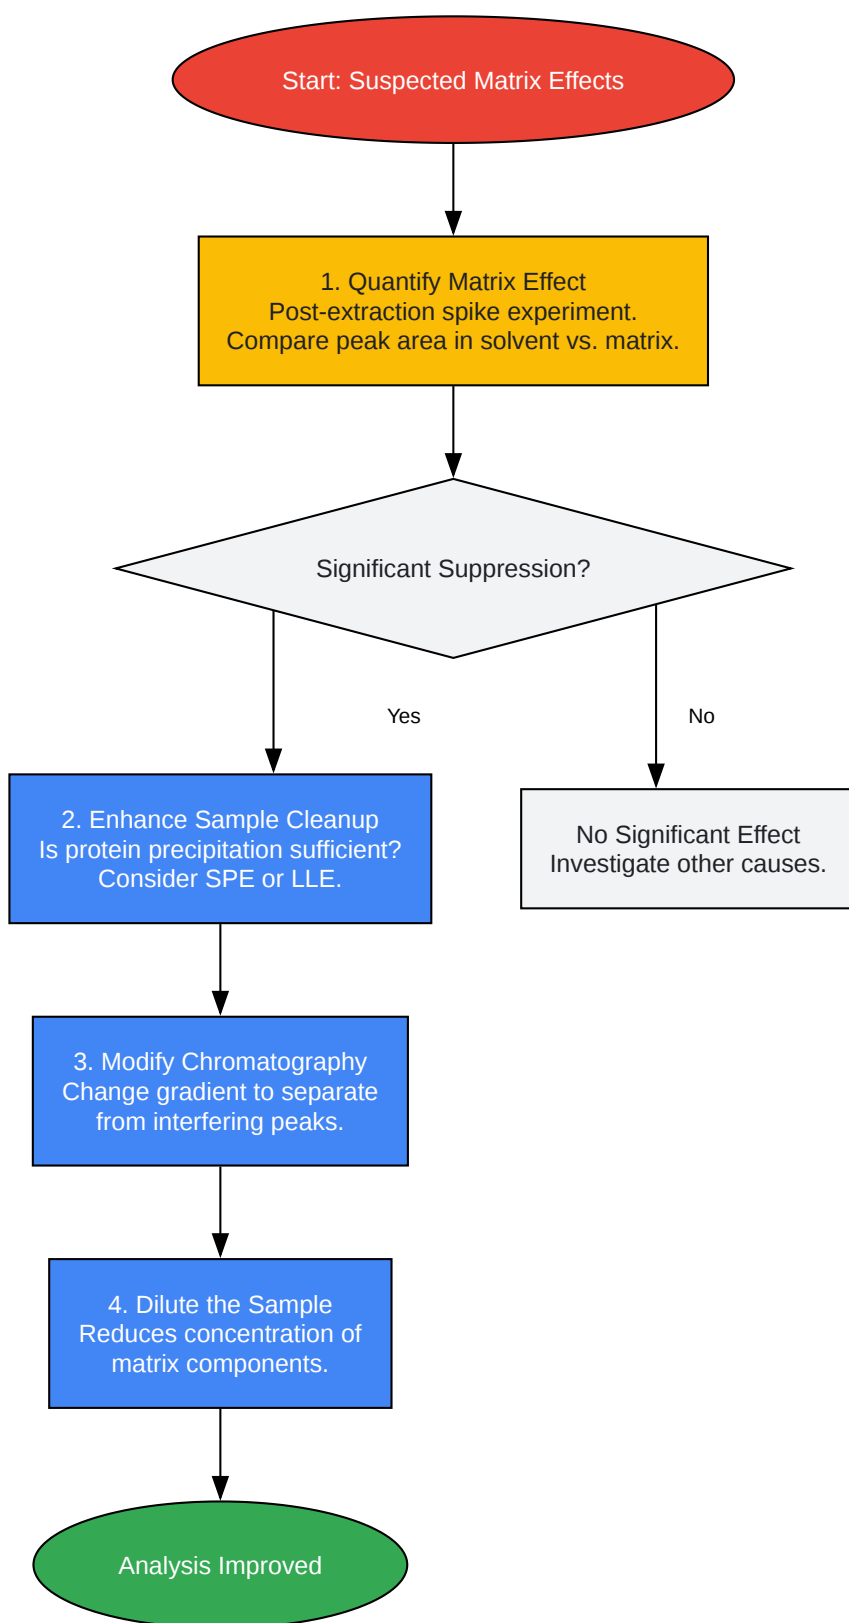 Start: Suspected Matrix Effects
1. Quantify Matrix Effect
Post-extraction spike experiment.
Compare peak area in solvent vs. matrix.
Significant Suppression?
Yes
No
2. Enhance Sample Cleanup
Is protein precipitation sufficient?
Consider SPE or LLE.
No Significant Effect
Investigate other causes.
3. Modify Chromatography
Change gradient to separate
from interfering peaks.
4. Dilute the Sample
Reduces concentration of
matrix components.
Analysis Improved